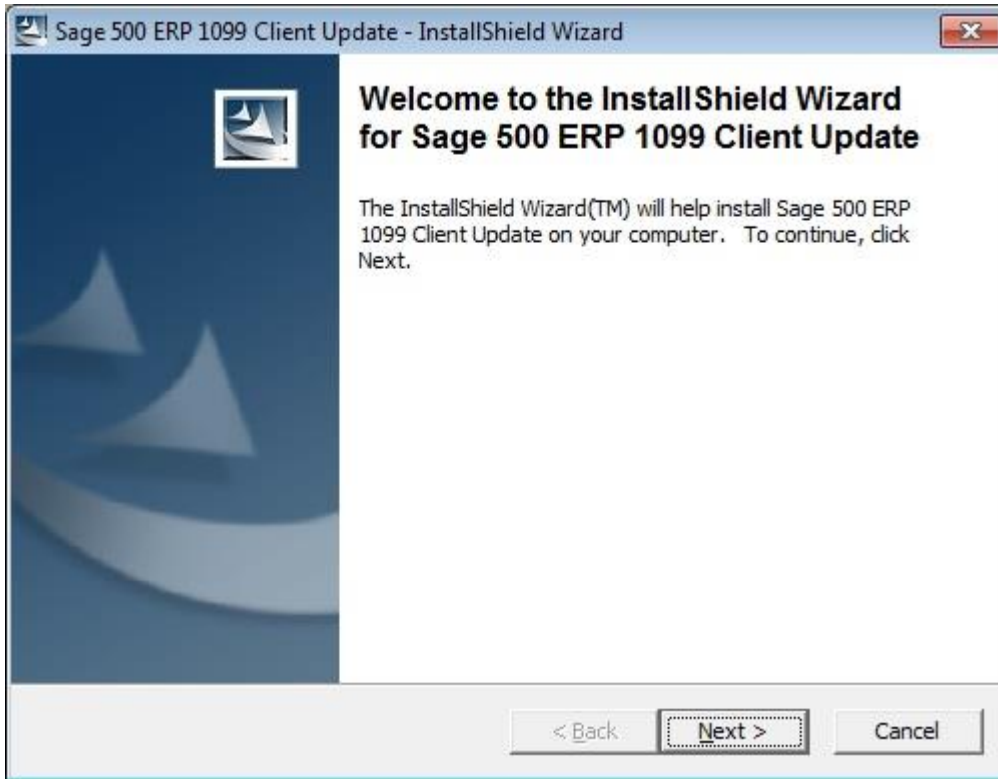 Sage 500 ERP 1099 Client Update - InstallShield Wizard
Welcome to the InstallShield Wizard
for Sage 500 ERP 1099 Client Update
The InstallShield Wizard(TM) will help install Sage 500 ERP
1099 Client Update on your computer. To continue, click
Next.
< Back Next > Cancel